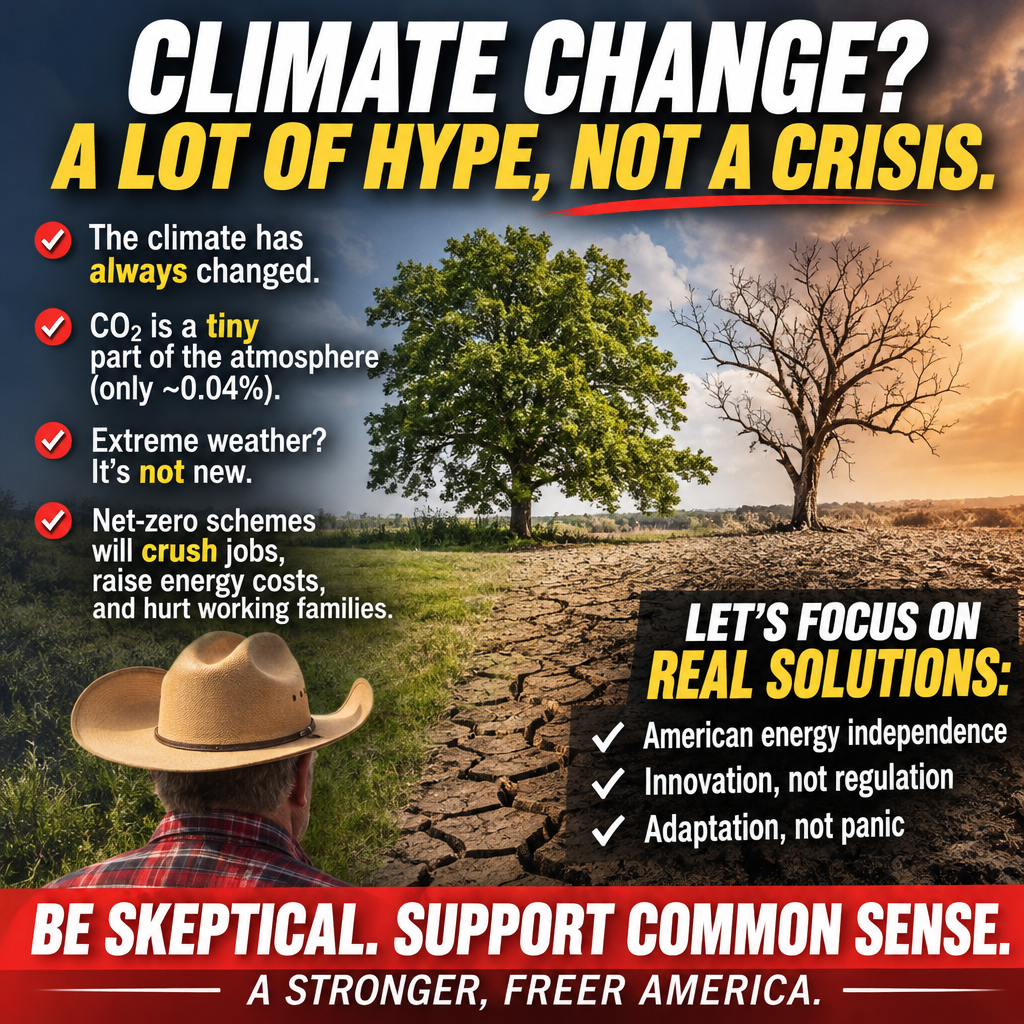 CLIMATE CHANGE?
A LOT OF HYPE, NOT A CRISIS.
The climate has
always changed.
CO₂ is a tiny
part of the atmosphere
(only ~0.04%).
Extreme weather?
It's not new.
Net-zero schemes
will crush jobs,
raise energy costs,
and hurt working families.
LET'S FOCUS ON
REAL SOLUTIONS:
American energy independence
Innovation, not regulation
Adaptation, not panic
BE SKEPTICAL. SUPPORT COMMON SENSE.
A STRONGER, FREER AMERICA.